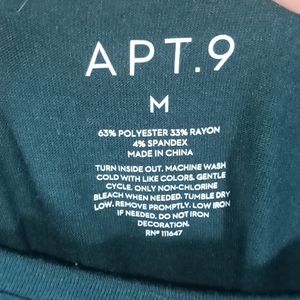 APT.9
M
63% POLYESTER 33% RAYON
4% SPANDEX
MADE IN CHINA
TURN INSIDE OUT. MACHINE WASH
COLD WITH LIKE COLORS. GENTLE
CYCLE. ONLY NON-CHLORINE
BLEACH WHEN NEEDED. TUMBLE DRY
LOW. REMOVE PROMPTLY. LOW IRON
IF NEEDED. DO NOT IRON
DECORATION.
RNº 111647